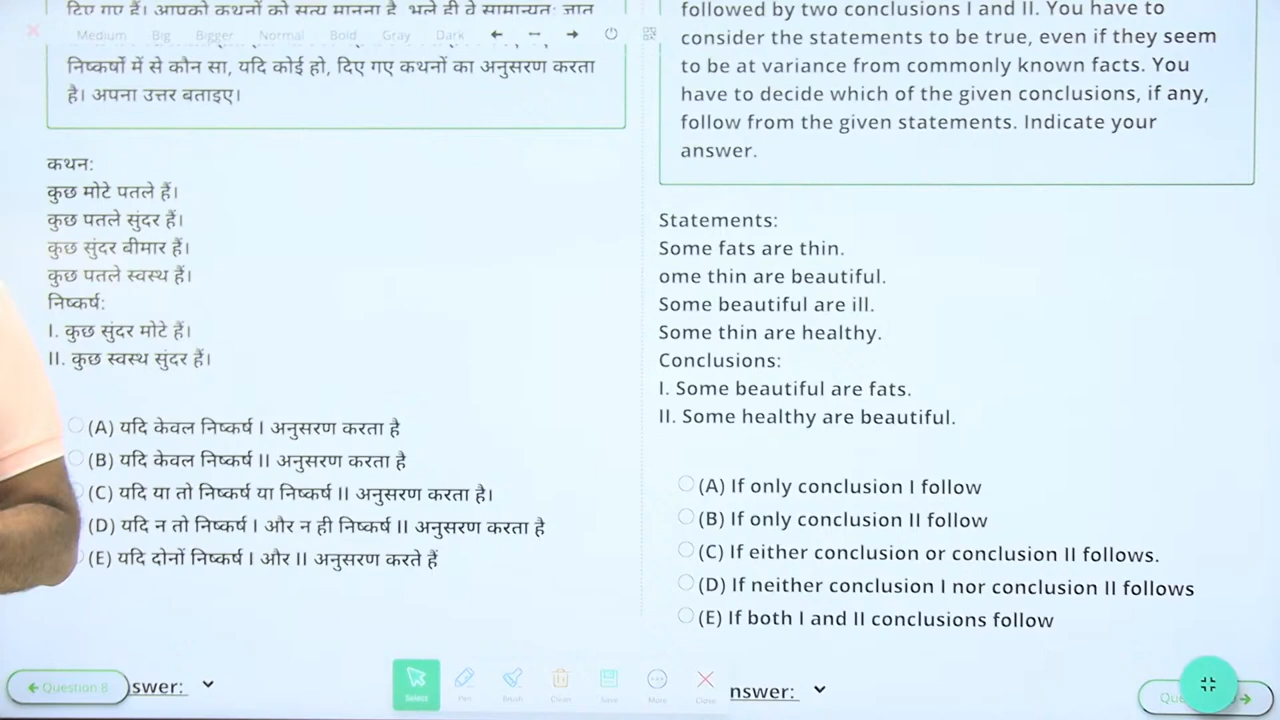 दिए गए हैं। आपको कथनों को सत्य मानना है, भले ही वे सामान्यतः ज्ञात
Medium Big Bigger Normal Bold Gray Dark
निष्कर्षों में से कौन सा, यदि कोई हो, दिए गए कथनों का अनुसरण करता
है। अपना उत्तर बताइए।
कथन:
कुछ मोटे पतले हैं।
कुछ पतले सुंदर हैं।
कुछ सुंदर बीमार हैं।
कुछ पतले स्वस्थ हैं।
निष्कर्ष:
I. कुछ सुंदर मोटे हैं।
II. कुछ स्वस्थ सुंदर हैं।
(A) यदि केवल निष्कर्ष I अनुसरण करता है
(B) यदि केवल निष्कर्ष II अनुसरण करता है
(C) यदि या तो निष्कर्ष या निष्कर्ष II अनुसरण करता है।
(D) यदि न तो निष्कर्ष I और न ही निष्कर्ष II अनुसरण करता है
(E) यदि दोनों निष्कर्ष I और II अनुसरण करते हैं
followed by two conclusions I and II. You have to
consider the statements to be true, even if they seem
to be at variance from commonly known facts. You
have to decide which of the given conclusions, if any,
follow from the given statements. Indicate your
answer.
Statements:
Some fats are thin.
ome thin are beautiful.
Some beautiful are ill.
Some thin are healthy.
Conclusions:
I. Some beautiful are fats.
II. Some healthy are beautiful.
(A) If only conclusion I follow
(B) If only conclusion II follow
(C) If either conclusion or conclusion II follows.
(D) If neither conclusion I nor conclusion II follows
(E) If both I and II conclusions follow
Question 8
swer:
Select Pen Brush Clean Save More Close
nswer:
Que